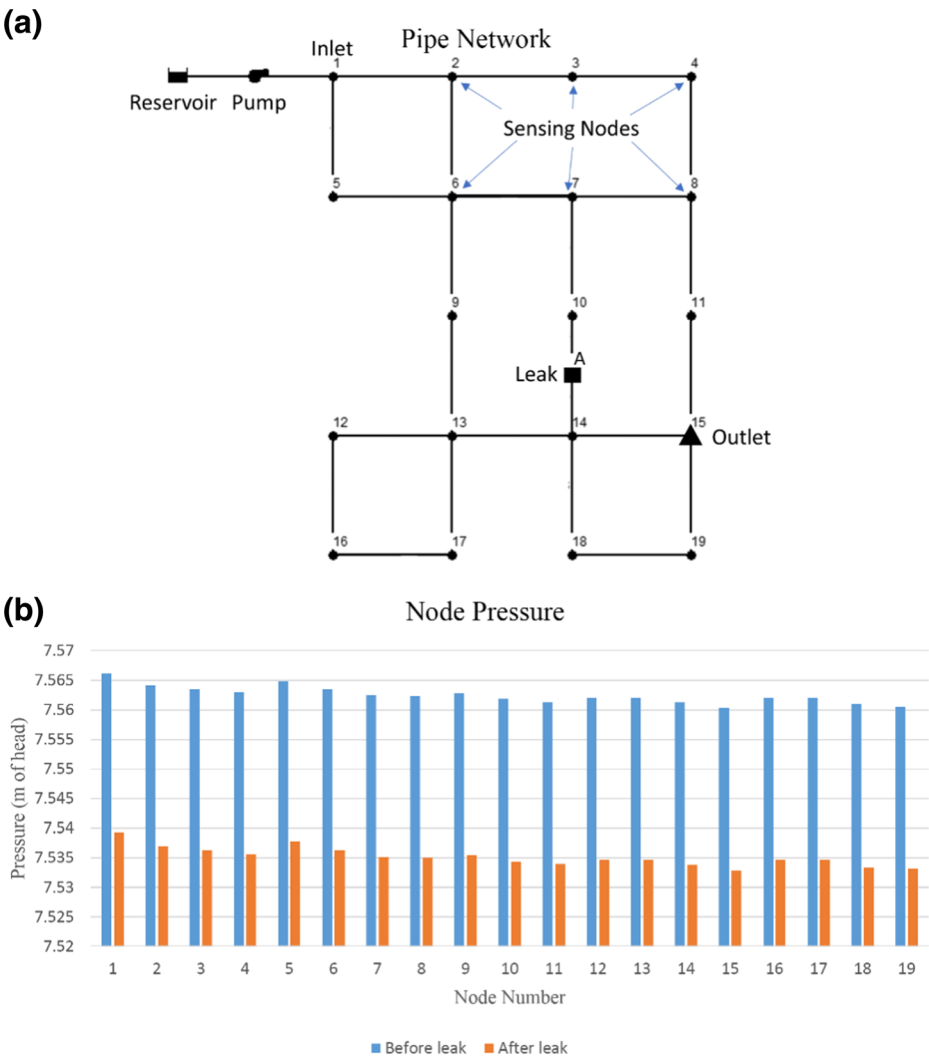 (a)
Pipe Network
Inlet
1 2 3 4
Reservoir Pump
Sensing Nodes
5 6 7 8
9 10 11
A
Leak
12 13 14 15
Outlet
16 17 18 19
(b)
Node Pressure
7.57
7.565
7.56
7.555
7.55
7.545
7.54
7.535
7.53
7.525
7.52
Pressure (m of head)
1 2 3 4 5 6 7 8 9 10 11 12 13 14 15 16 17 18 19
Node Number
Before leak After leak